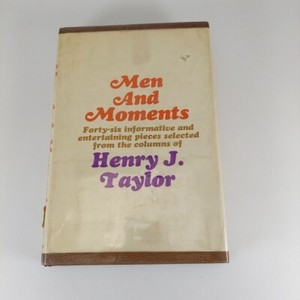 Men
And
Moments
Forty-six informative and
entertaining pieces selected
from the columns of
Henry J.
Taylor